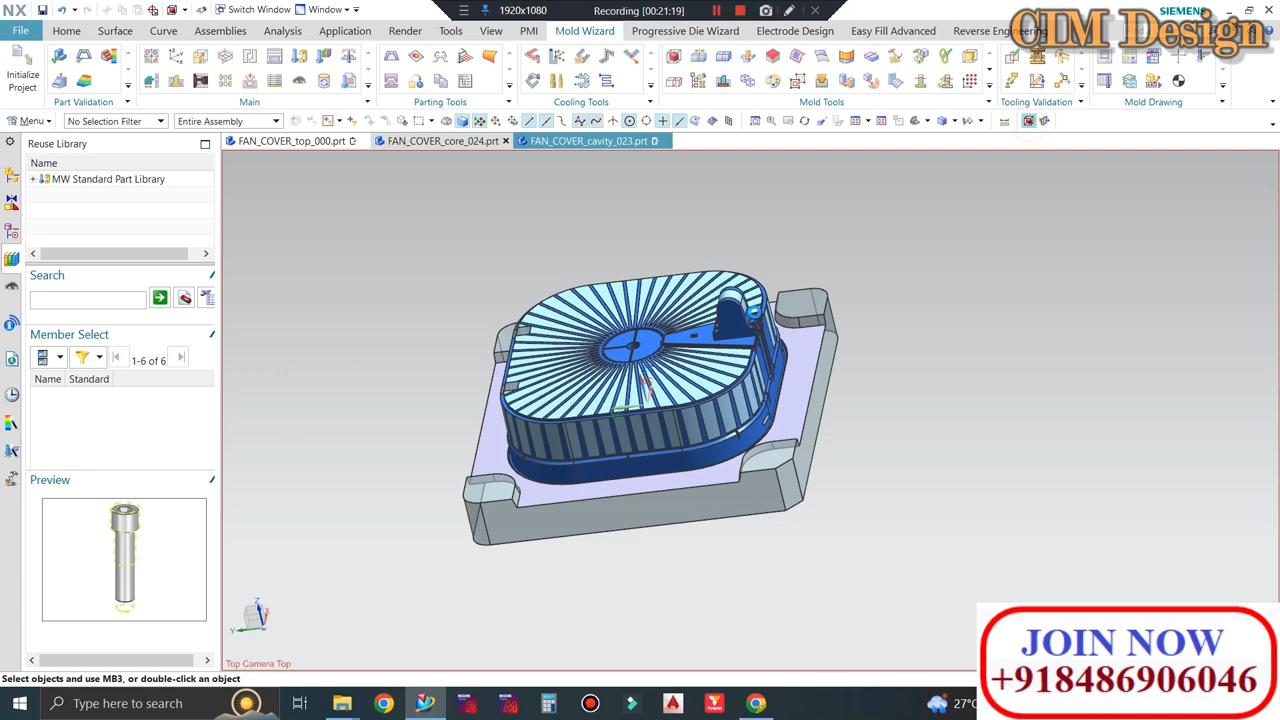 NX
Switch Window
Window
1920x1080
Recording [00:21:19]
SIEMENS
CIM Design
File
Home
Surface
Curve
Assemblies
Analysis
Application
Render
Tools
View
PMI
Mold Wizard
Progressive Die Wizard
Electrode Design
Easy Fill Advanced
Reverse Engineering
Initialize
Project
Part Validation
Main
Parting Tools
Cooling Tools
Mold Tools
Tooling Validation
Mold Drawing
Menu
No Selection Filter
Entire Assembly
Reuse Library
FAN_COVER_top_000.prt
FAN_COVER_core_024.prt
FAN_COVER_cavity_023.prt
Name
MW Standard Part Library
Search
Member Select
1-6 of 6
Name
Standard
Preview
Z
X
Y
Top Camera Top
JOIN NOW
+918486906046
Select objects and use MB3, or double-click an object
Type here to search
27°C